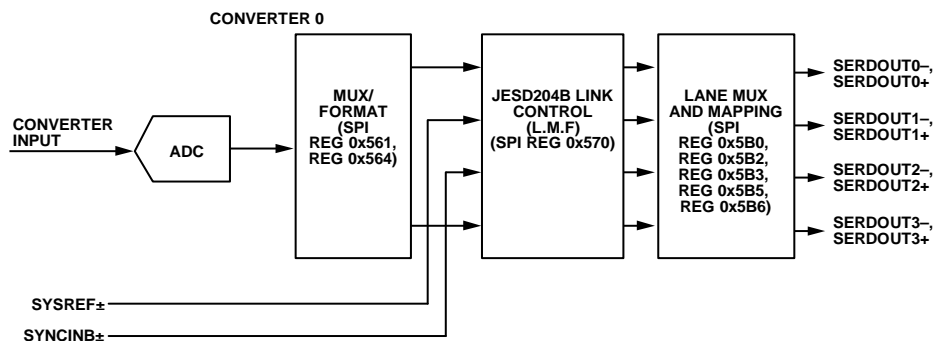 CONVERTER 0
CONVERTER
INPUT
ADC
MUX/
FORMAT
(SPI
REG 0x561,
REG 0x564)
JESD204B LINK
CONTROL
(L.M.F)
(SPI REG 0x570)
LANE MUX
AND MAPPING
(SPI
REG 0x5B0,
REG 0x5B2,
REG 0x5B3,
REG 0x5B5,
REG 0x5B6)
SERDOUT0–,
SERDOUT0+
SERDOUT1–,
SERDOUT1+
SERDOUT2–,
SERDOUT2+
SERDOUT3–,
SERDOUT3+
SYSREF±
SYNCINB±